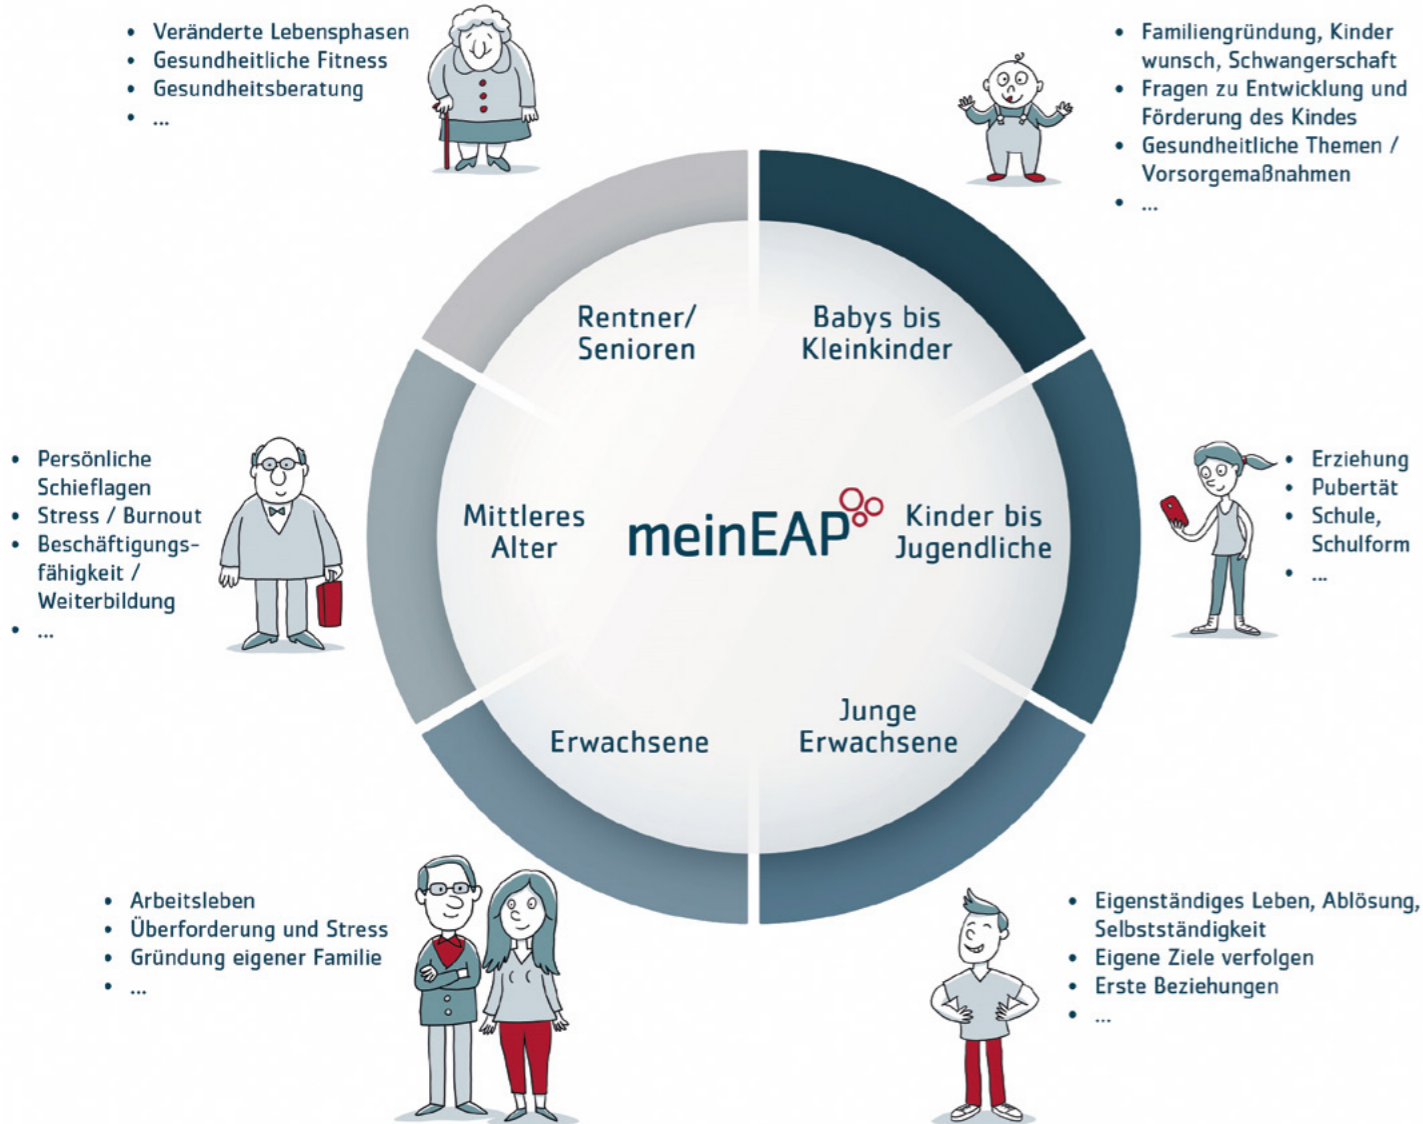 • Veränderte Lebensphasen
• Gesundheitliche Fitness
• Gesundheitsberatung
• ...
• Familiengründung, Kinder
wunsch, Schwangerschaft
• Fragen zu Entwicklung und
Förderung des Kindes
• Gesundheitliche Themen /
Vorsorgemaßnahmen
• ...
Rentner/
Senioren
Babys bis
Kleinkinder
• Persönliche
Schieflagen
• Stress / Burnout
• Beschäftigungs-
fähigkeit /
Weiterbildung
• ...
Mittleres
Alter
meinEAP
Kinder bis
Jugendliche
• Erziehung
• Pubertät
• Schule,
Schulform
• ...
Erwachsene
Junge
Erwachsene
• Arbeitsleben
• Überforderung und Stress
• Gründung eigener Familie
• ...
• Eigenständiges Leben, Ablösung,
Selbstständigkeit
• Eigene Ziele verfolgen
• Erste Beziehungen
• ...